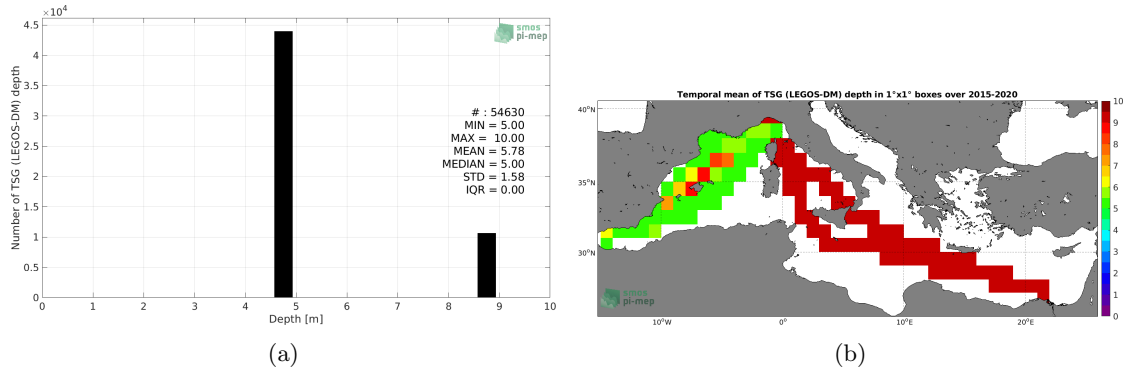 ×10⁴
4.5
4
3.5
3
2.5
2
1.5
1
0.5
0
Number of TSG (LEGOS-DM) depth
0 1 2 3 4 5 6 7 8 9 10
Depth [m]
smos
pi-mep
# : 54630
MIN = 5.00
MAX = 10.00
MEAN = 5.78
MEDIAN = 5.00
STD = 1.58
IQR = 0.00
(a)
Temporal mean of TSG (LEGOS-DM) depth in 1°x1° boxes over 2015-2020
40°N
35°N
30°N
10°W 0° 10°E 20°E
smos
pi-mep
10
9
8
7
6
5
4
3
2
1
0
(b)